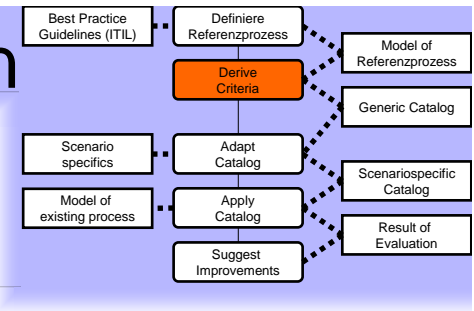 Best Practice
Guidelines (ITIL)
Definiere
Referenzprozess
Model of
Referenzprozess
n
Derive
Criteria
Generic Catalog
Scenario
specifics
Adapt
Catalog
Scenariospecific
Catalog
Model of
existing process
Apply
Catalog
Result of
Evaluation
Suggest
Improvements